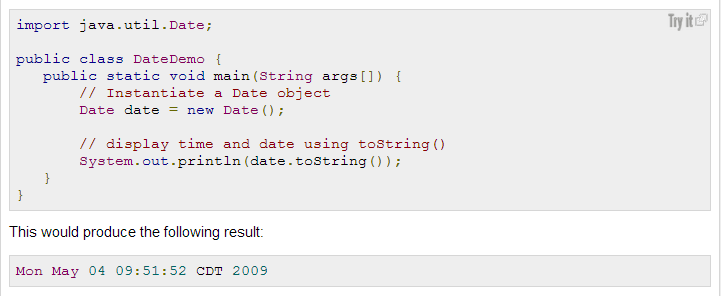 Try it
import java.util.Date;
public class DateDemo {
public static void main(String args[]) {
// Instantiate a Date object
Date date = new Date();
// display time and date using toString()
System.out.println(date.toString());
}
}
This would produce the following result:
Mon May 04 09:51:52 CDT 2009